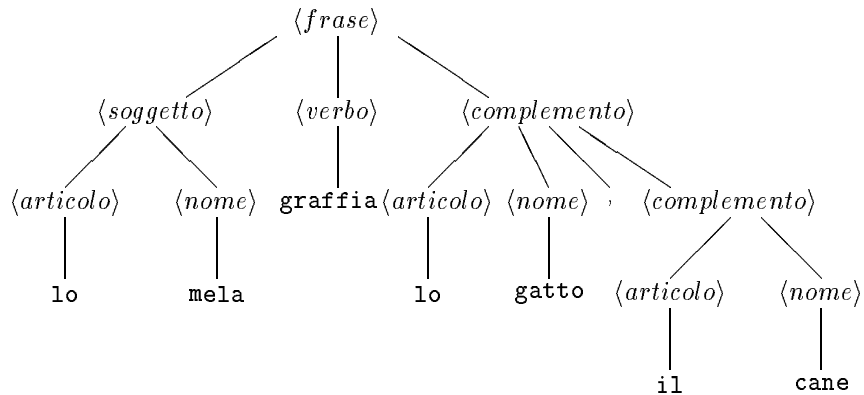 ⟨frase⟩
⟨soggetto⟩ ⟨verbo⟩ ⟨complemento⟩
⟨articolo⟩ ⟨nome⟩ graffia ⟨articolo⟩ ⟨nome⟩ , ⟨complemento⟩
lo mela lo gatto ⟨articolo⟩ ⟨nome⟩
il cane